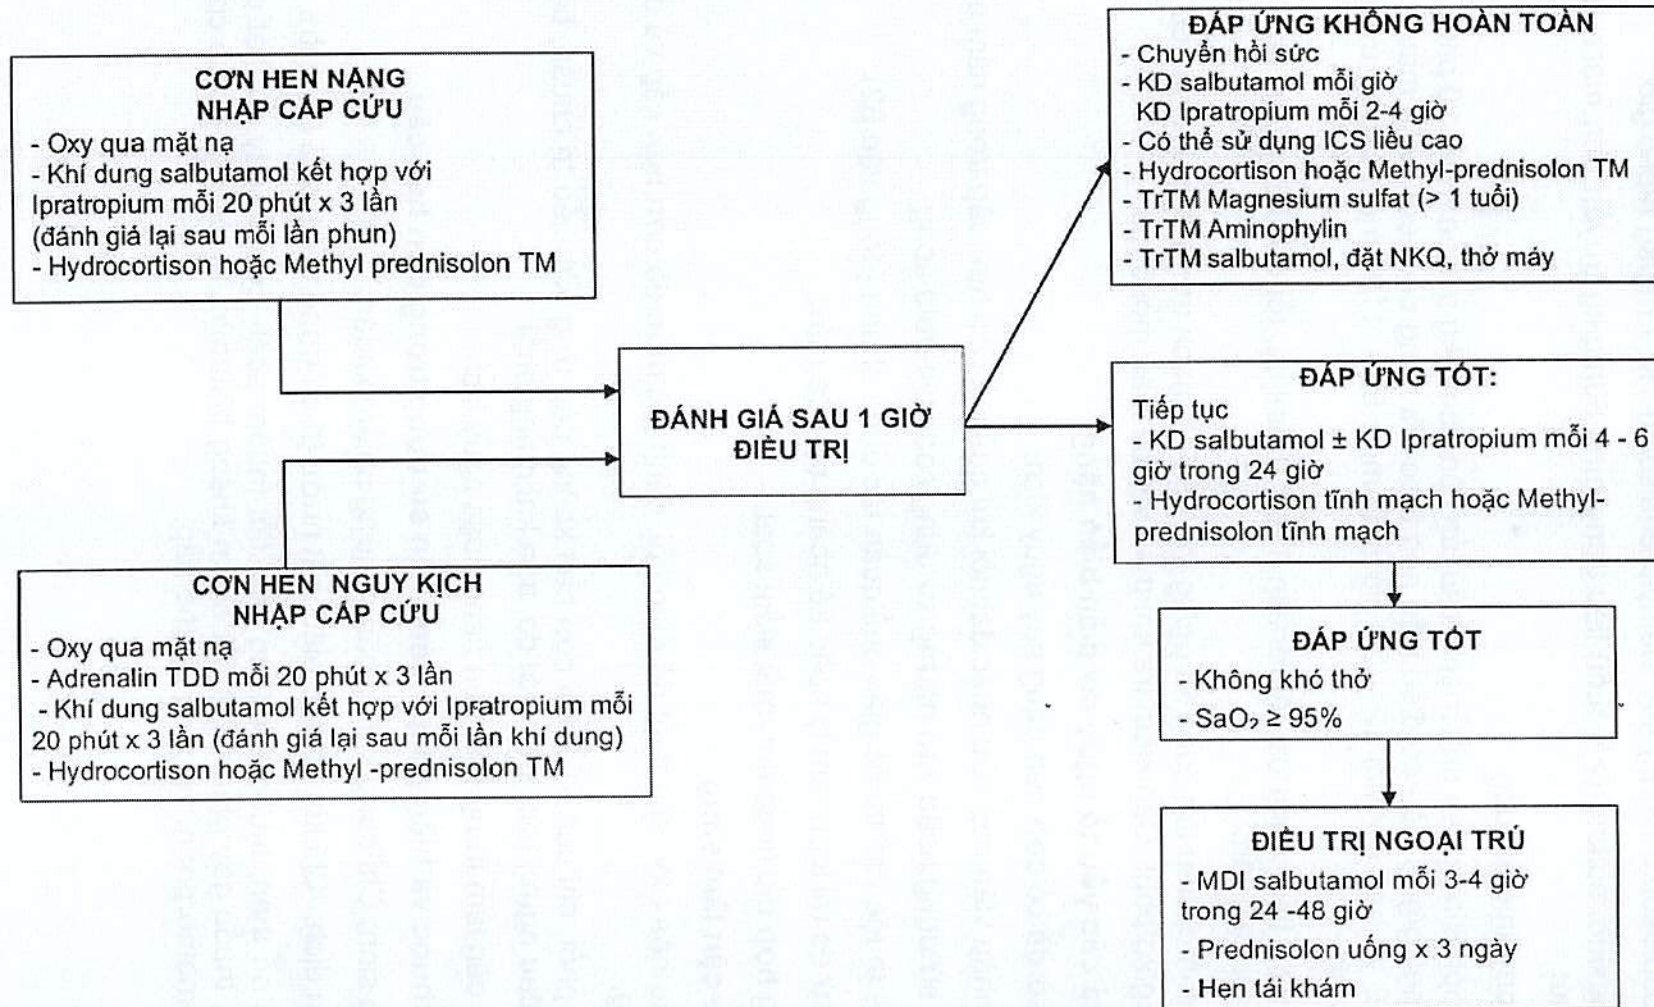 CƠN HEN NẶNG
NHẬP CẤP CỨU
- Oxy qua mặt nạ
- Khí dung salbutamol kết hợp với
Ipratropium mỗi 20 phút x 3 lần
(đánh giá lại sau mỗi lần phun)
- Hydrocortison hoặc Methyl prednisolon TM
CƠN HEN NGUY KỊCH
NHẬP CẤP CỨU
- Oxy qua mặt nạ
- Adrenalin TDD mỗi 20 phút x 3 lần
- Khí dung salbutamol kết hợp với Ipratropium mỗi
20 phút x 3 lần (đánh giá lại sau mỗi lần khí dung)
- Hydrocortison hoặc Methyl -prednisolon TM
ĐÁNH GIÁ SAU 1 GIỜ
ĐIỀU TRỊ
ĐÁP ỨNG KHÔNG HOÀN TOÀN
- Chuyển hồi sức
- KD salbutamol mỗi giờ
KD Ipratropium mỗi 2-4 giờ
- Có thể sử dụng ICS liều cao
- Hydrocortison hoặc Methyl-prednisolon TM
- TrTM Magnesium sulfat (> 1 tuổi)
- TrTM Aminophylin
- TrTM salbutamol, đặt NKQ, thở máy
ĐÁP ỨNG TỐT:
Tiếp tục
- KD salbutamol ± KD Ipratropium mỗi 4 - 6
giờ trong 24 giờ
- Hydrocortison tĩnh mạch hoặc Methyl-
prednisolon tĩnh mạch
ĐÁP ỨNG TỐT
- Không khó thở
- SaO₂ ≥ 95%
ĐIỀU TRỊ NGOẠI TRÚ
- MDI salbutamol mỗi 3-4 giờ
trong 24 -48 giờ
- Prednisolon uống x 3 ngày
- Hẹn tái khám